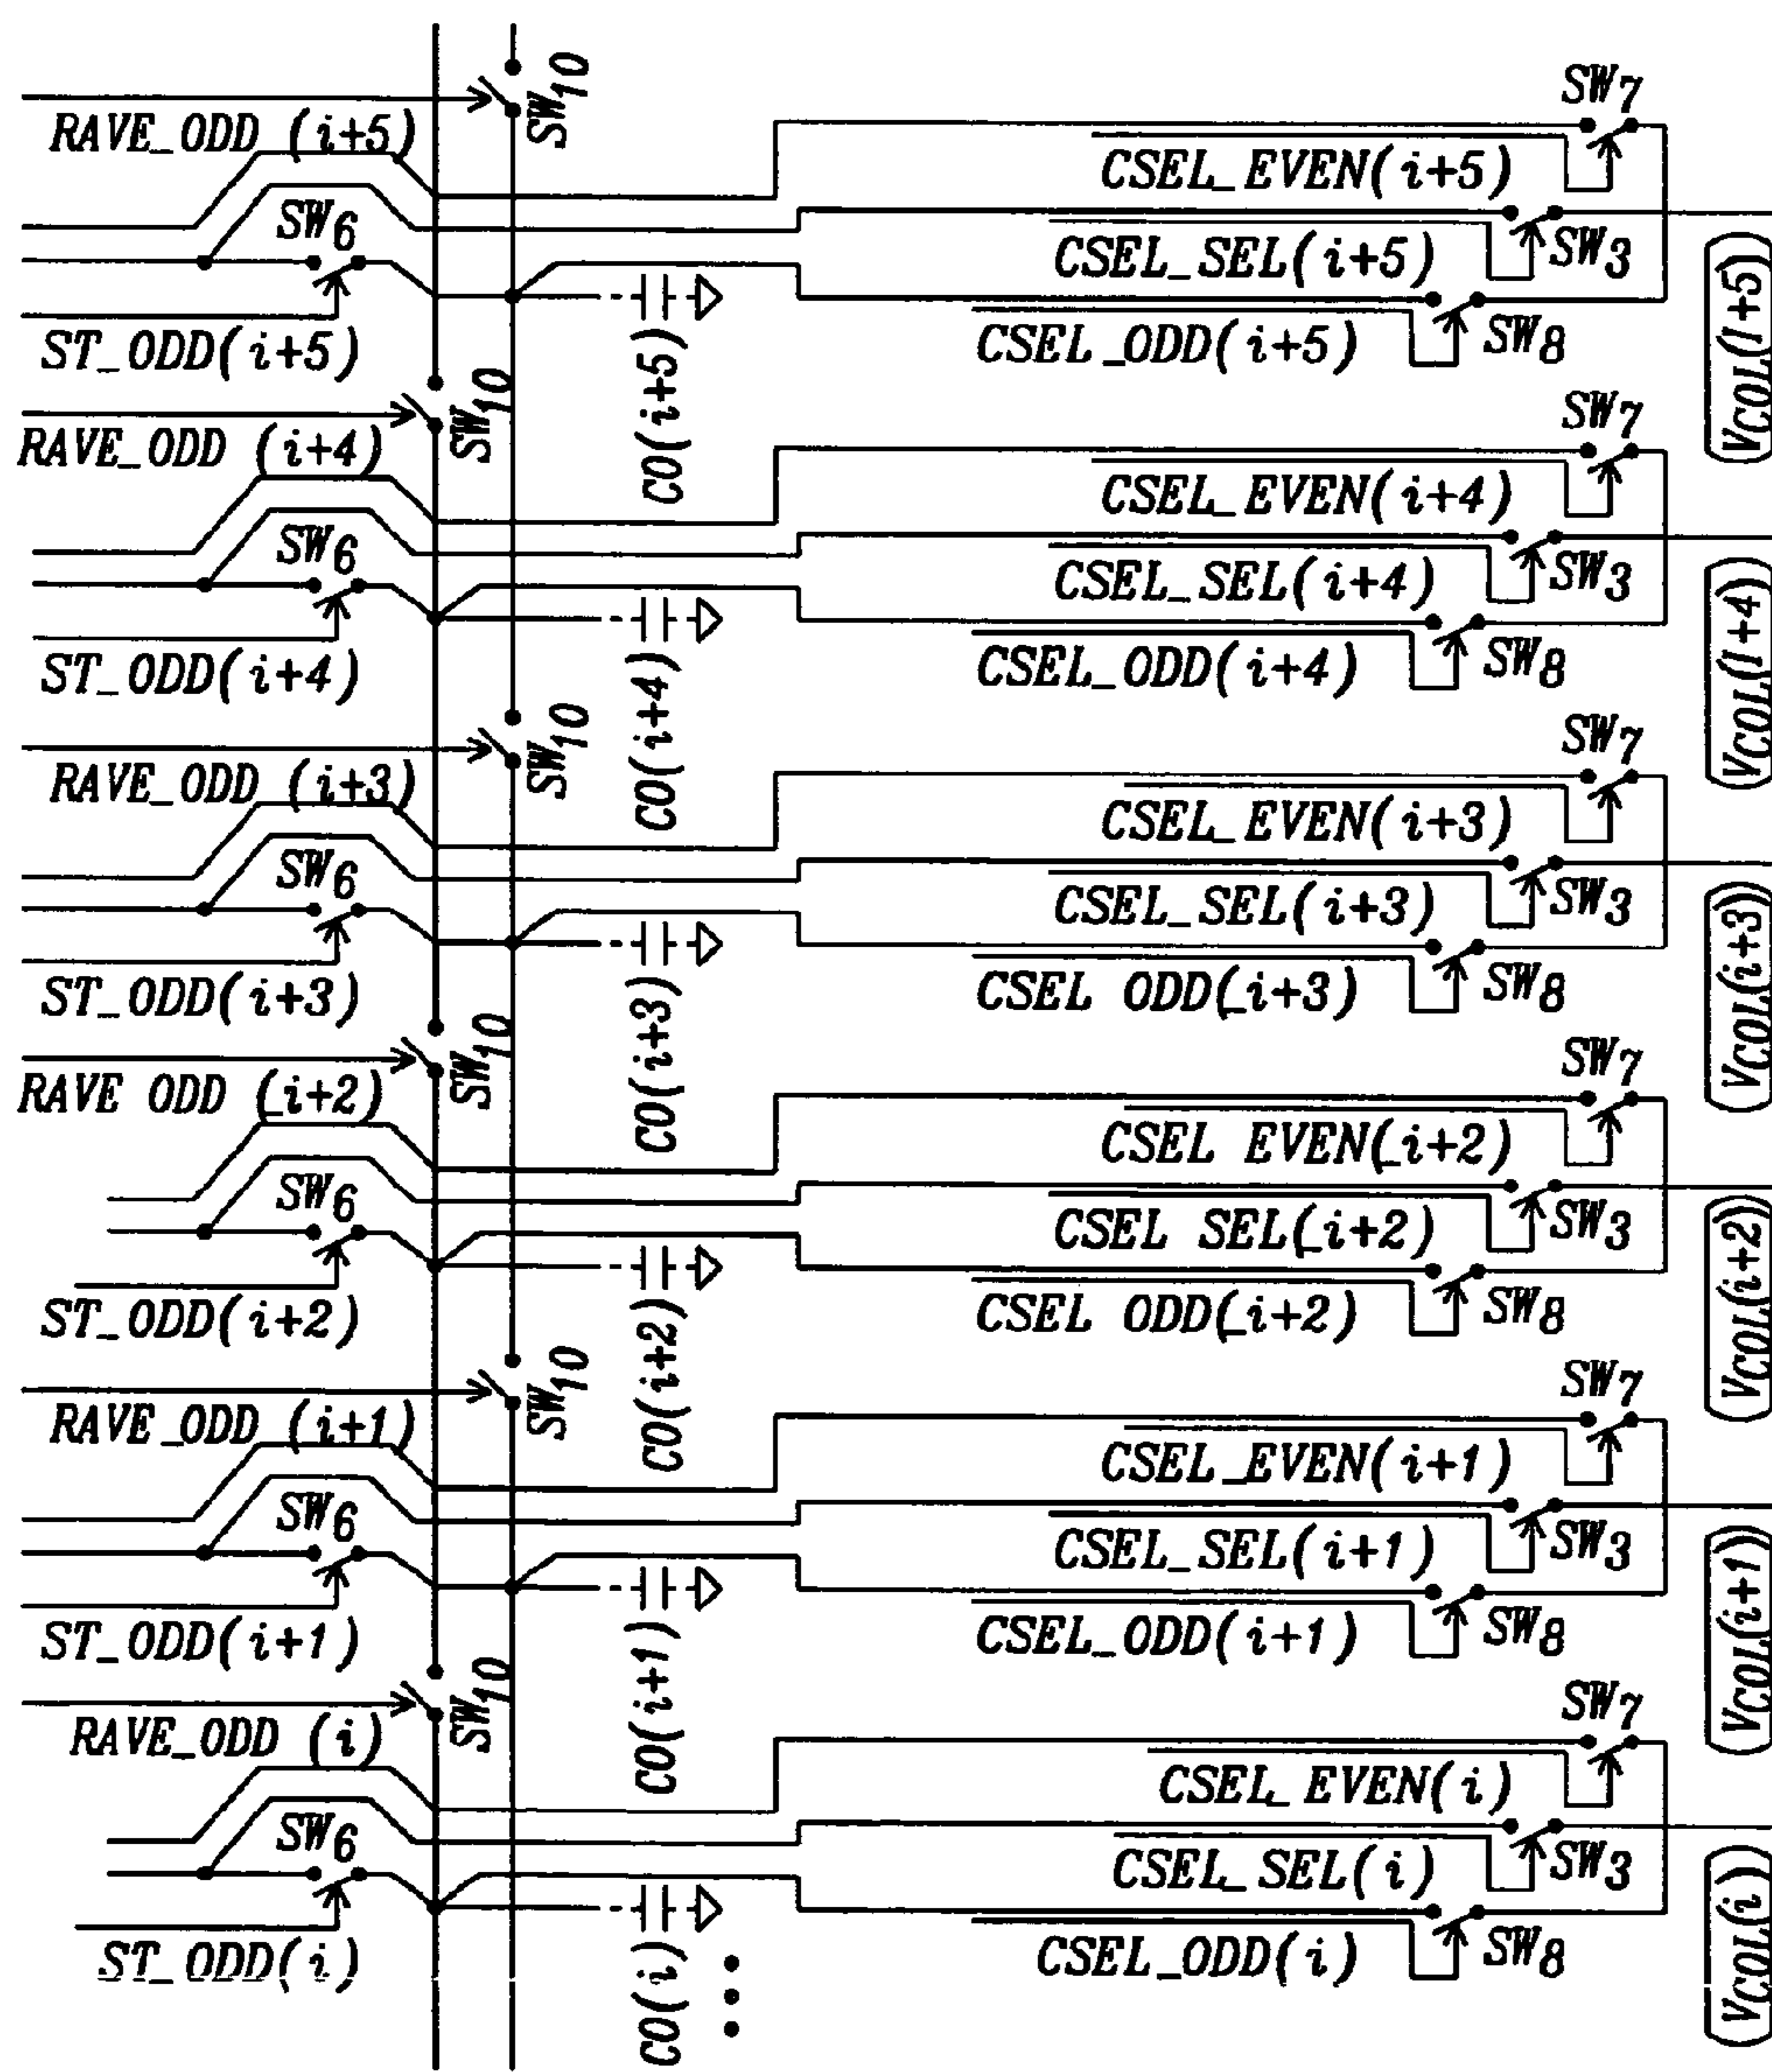 SW10
SW7
RAVE_ODD (i+5)
CSEL_EVEN(i+5)
SW6
CSEL_SEL(i+5)
SW3
ST_ODD(i+5)
CSEL_ODD(i+5)
SW8
VCOL(I+5)
CO(i+5)
SW10
SW7
RAVE_ODD (i+4)
CSEL_EVEN(i+4)
SW6
CSEL_SEL(i+4)
SW3
ST_ODD(i+4)
CSEL_ODD(i+4)
SW8
VCOL(I+4)
CO(i+4)
SW10
SW7
RAVE_ODD (i+3)
CSEL_EVEN(i+3)
SW6
CSEL_SEL(i+3)
SW3
ST_ODD(i+3)
CSEL ODD(_i+3)
SW8
VCOL(i+3)
CO(i+3)
SW10
SW7
RAVE ODD (_i+2)
CSEL EVEN(_i+2)
SW6
CSEL SEL(_i+2)
SW3
ST_ODD(i+2)
CSEL ODD(_i+2)
SW8
VCOL(i+2)
CO(i+2)
SW10
SW7
RAVE_ODD (i+1)
CSEL_EVEN(i+1)
SW6
CSEL_SEL(i+1)
SW3
ST_ODD(i+1)
CSEL_ODD(i+1)
SW8
VCOL(i+1)
CO(i+1)
SW10
SW7
RAVE_ODD (i)
CSEL_EVEN(i)
SW6
CSEL_SEL(i)
SW3
ST_ODD(i)
CSEL_ODD(i)
SW8
VCOL(i)
CO(i)